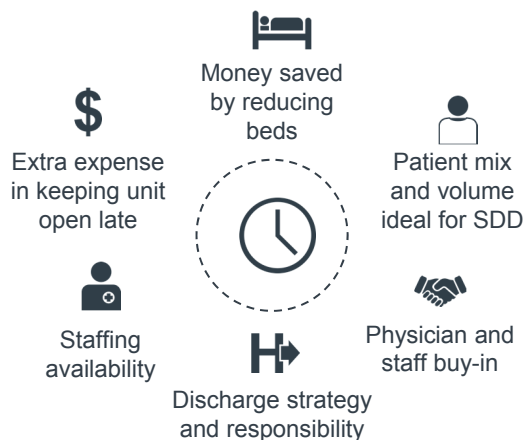 Money saved
by reducing
beds
$
Extra expense
in keeping unit
open late
Patient mix
and volume
ideal for SDD
Staffing
availability
Physician and
staff buy-in
H
Discharge strategy
and responsibility